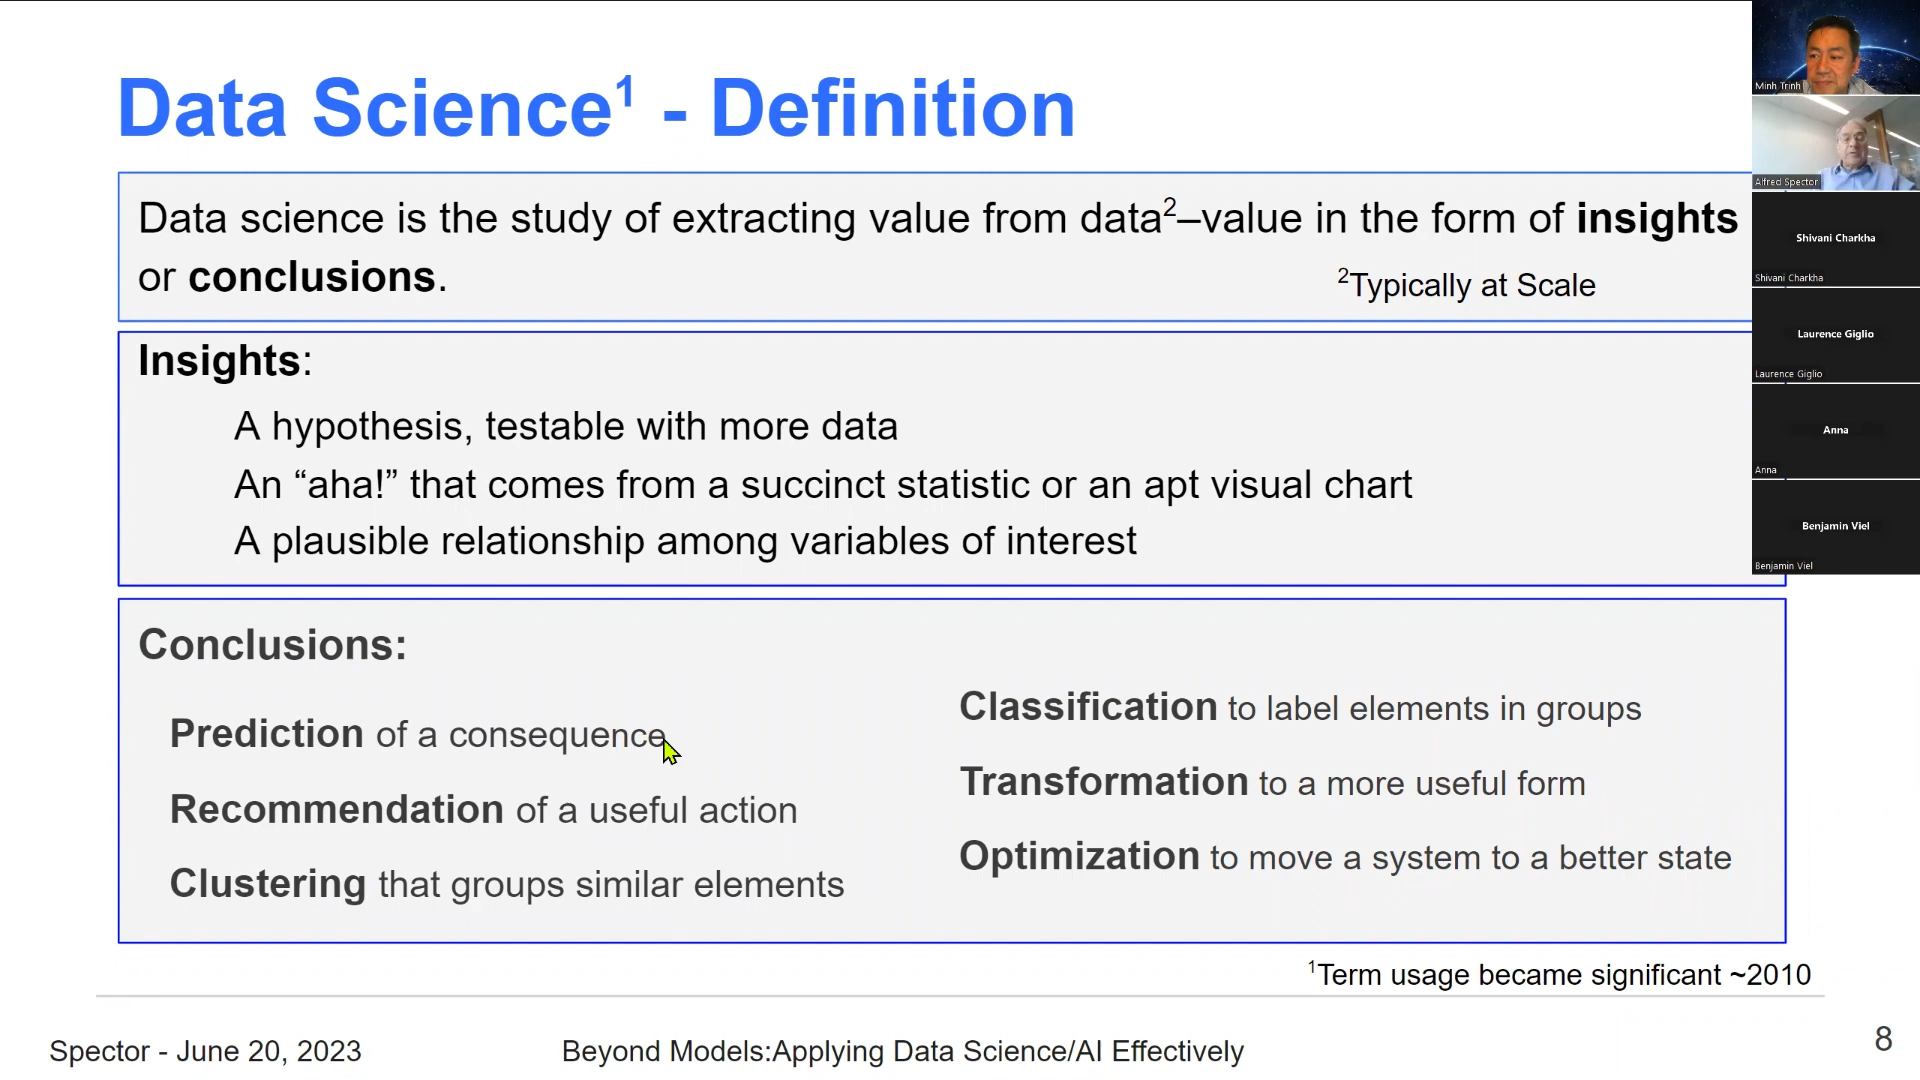 Data Science¹ - Definition
Data science is the study of extracting value from data²–value in the form of insights
or conclusions.
²Typically at Scale
Insights:
A hypothesis, testable with more data
An “aha!” that comes from a succinct statistic or an apt visual chart
A plausible relationship among variables of interest
Conclusions:
Prediction of a consequence
Recommendation of a useful action
Clustering that groups similar elements
Classification to label elements in groups
Transformation to a more useful form
Optimization to move a system to a better state
¹Term usage became significant ~2010
Spector - June 20, 2023
Beyond Models:Applying Data Science/AI Effectively
8
Minh Trinh
Alfred Spector
Shivani Charkha
Shivani Charkha
Laurence Giglio
Laurence Giglio
Anna
Anna
Benjamin Viel
Benjamin Viel